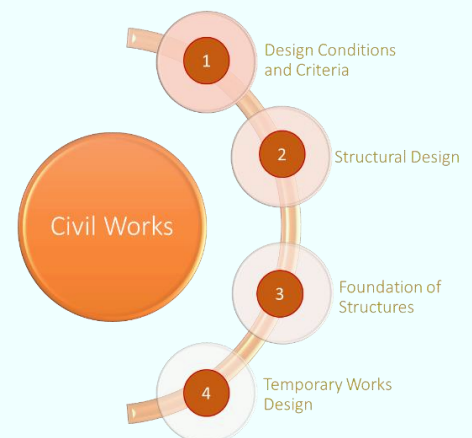 Civil Works
1
Design Conditions
and Criteria
2
Structural Design
3
Foundation of
Structures
4
Temporary Works
Design